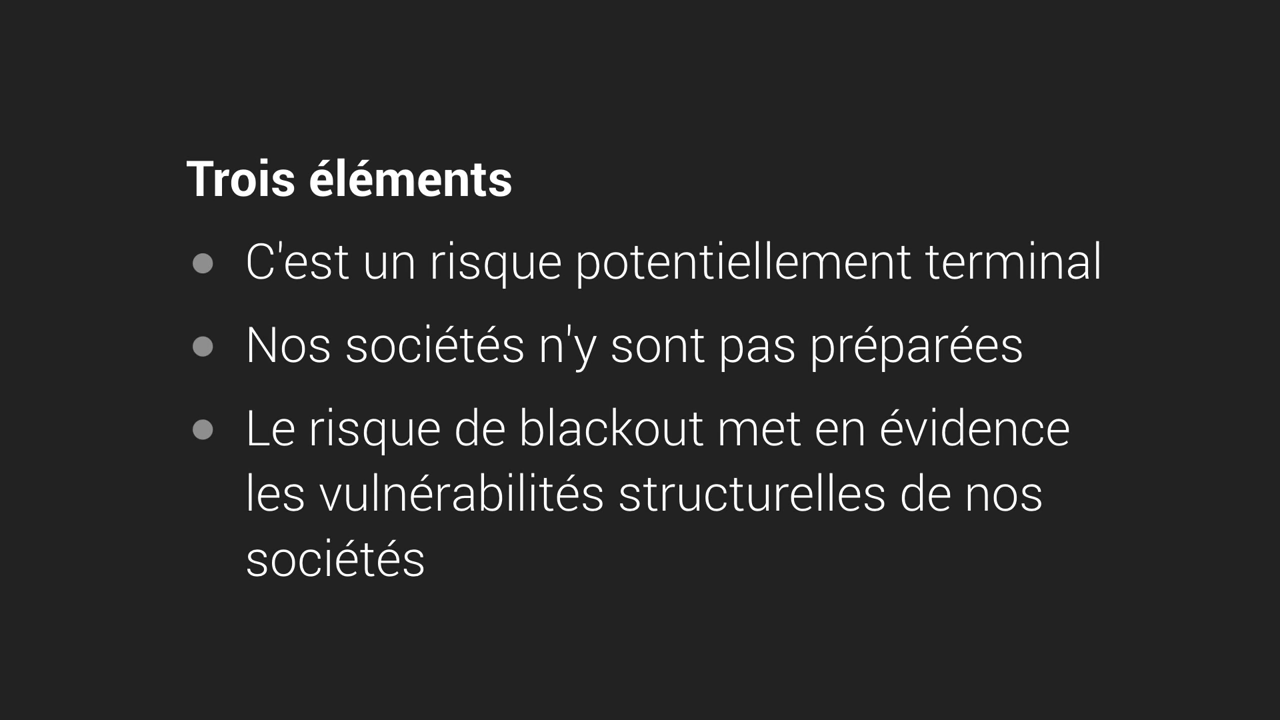 Trois éléments
● C'est un risque potentiellement terminal
● Nos sociétés n'y sont pas préparées
● Le risque de blackout met en évidence
les vulnérabilités structurelles de nos
sociétés